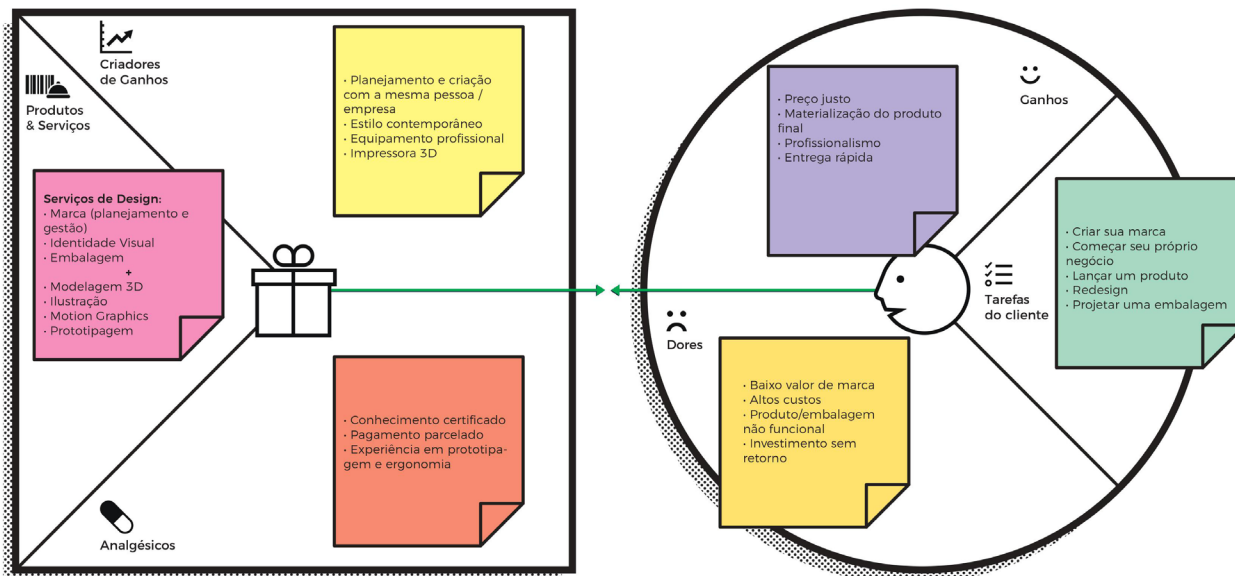 Criadores
de Ganhos
Produtos
& Serviços
• Planejamento e criação
com a mesma pessoa /
empresa
• Estilo contemporâneo
• Equipamento profissional
• Impressora 3D
Serviços de Design:
• Marca (planejamento e
gestão)
• Identidade Visual
• Embalagem
+
• Modelagem 3D
• Ilustração
• Motion Graphics
• Prototipagem
• Conhecimento certificado
• Pagamento parcelado
• Experiência em prototipa-
gem e ergonomia
Analgésicos
• Preço justo
• Materialização do produto
final
• Profissionalismo
• Entrega rápida
Ganhos
• Criar sua marca
• Começar seu próprio
negócio
• Lançar um produto
• Redesign
• Projetar uma embalagem
Tarefas
do cliente
Dores
• Baixo valor de marca
• Altos custos
• Produto/embalagem
não funcional
• Investimento sem
retorno